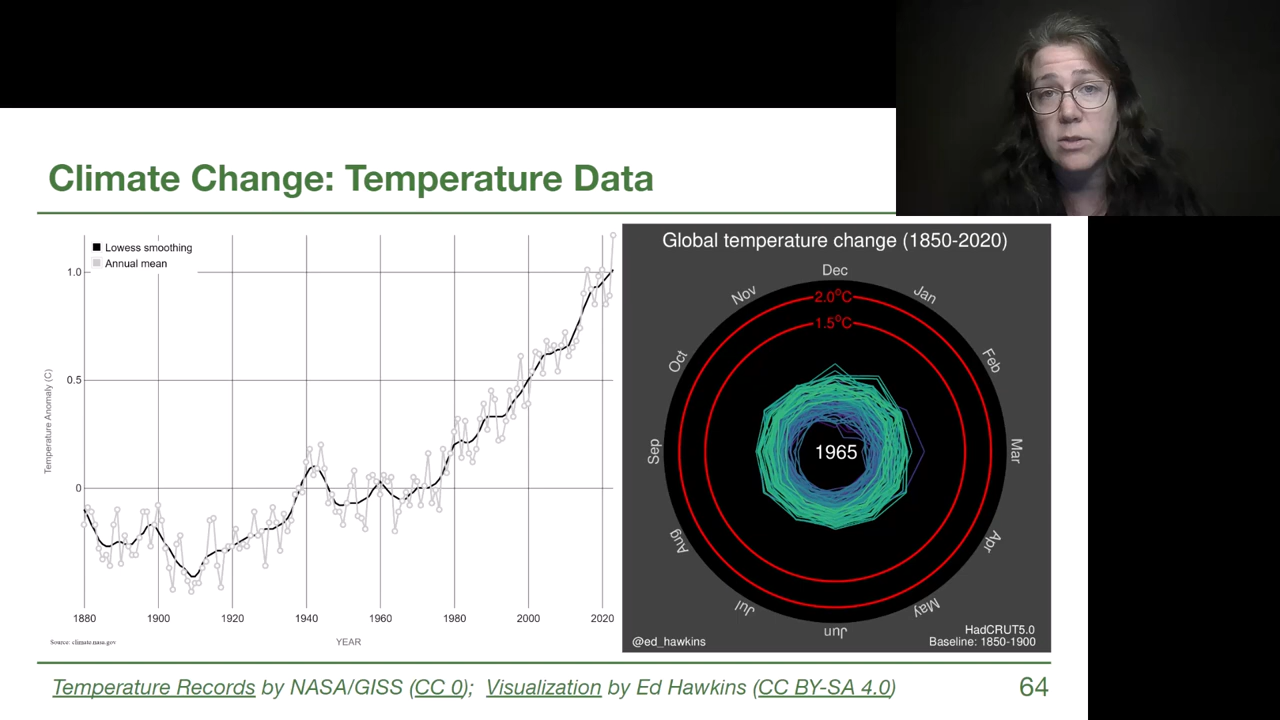 Climate Change: Temperature Data
Lowess smoothing
Annual mean
1.0
0.5
0
Temperature Anomaly (C)
1880 1900 1920 1940 1960 1980 2000 2020
YEAR
Source: climate.nasa.gov
Global temperature change (1850-2020)
Dec
Jan
Feb
Mar
Apr
May
Jun
Jul
Aug
Sep
Oct
Nov
2.0°C
1.5°C
1965
@ed_hawkins
HadCRUT5.0
Baseline: 1850-1900
Temperature Records by NASA/GISS (CC 0); Visualization by Ed Hawkins (CC BY-SA 4.0)
64